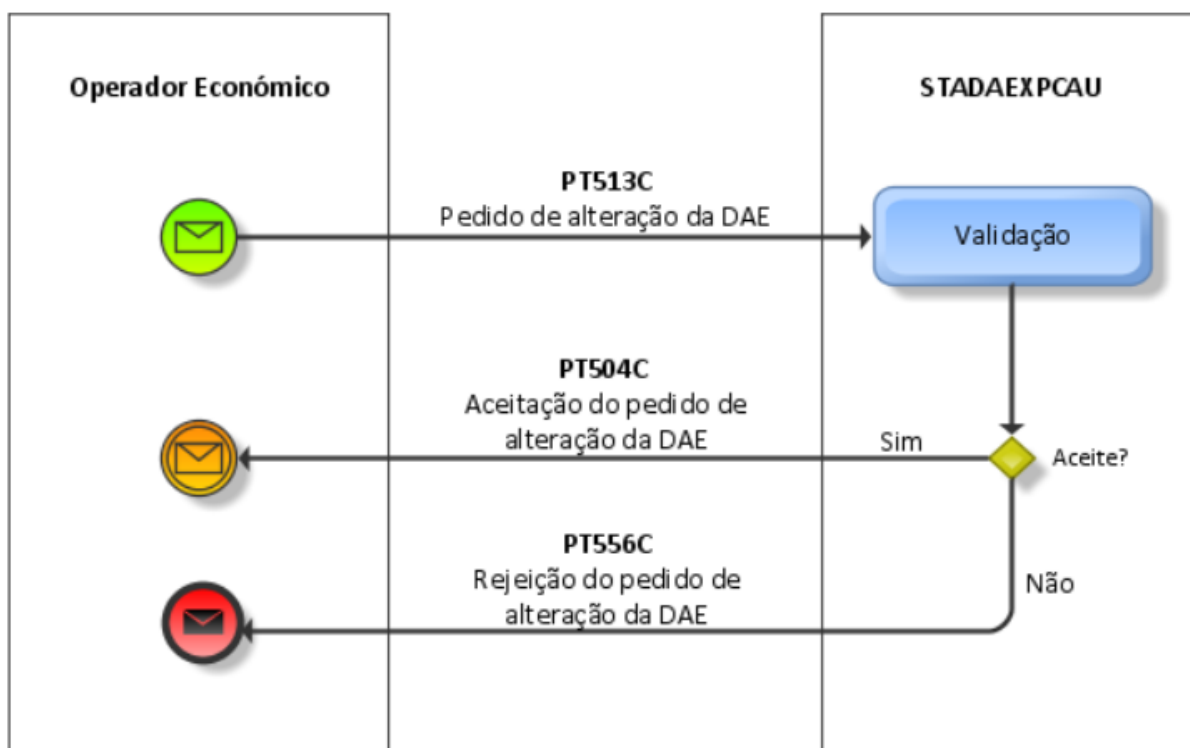 Operador Económico
STADAEXPCAU
PT513C
Pedido de alteração da DAE
Validação
PT504C
Aceitação do pedido de
alteração da DAE
Sim
Aceite?
PT556C
Rejeição do pedido de
alteração da DAE
Não